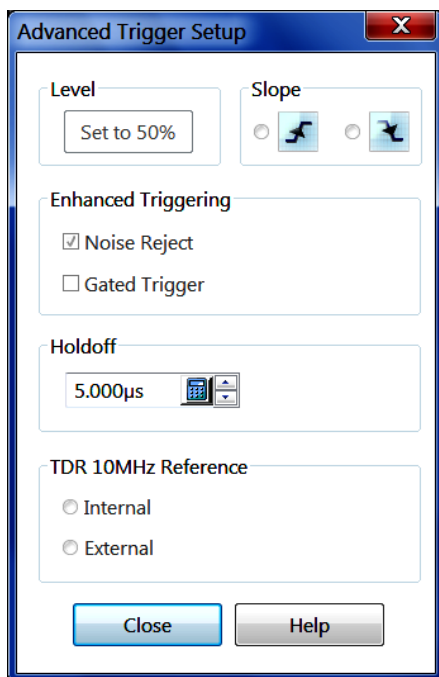 Advanced Trigger Setup
Level
Slope
Set to 50%
Enhanced Triggering
Noise Reject
Gated Trigger
Holdoff
5.000µs
TDR 10MHz Reference
Internal
External
Close
Help